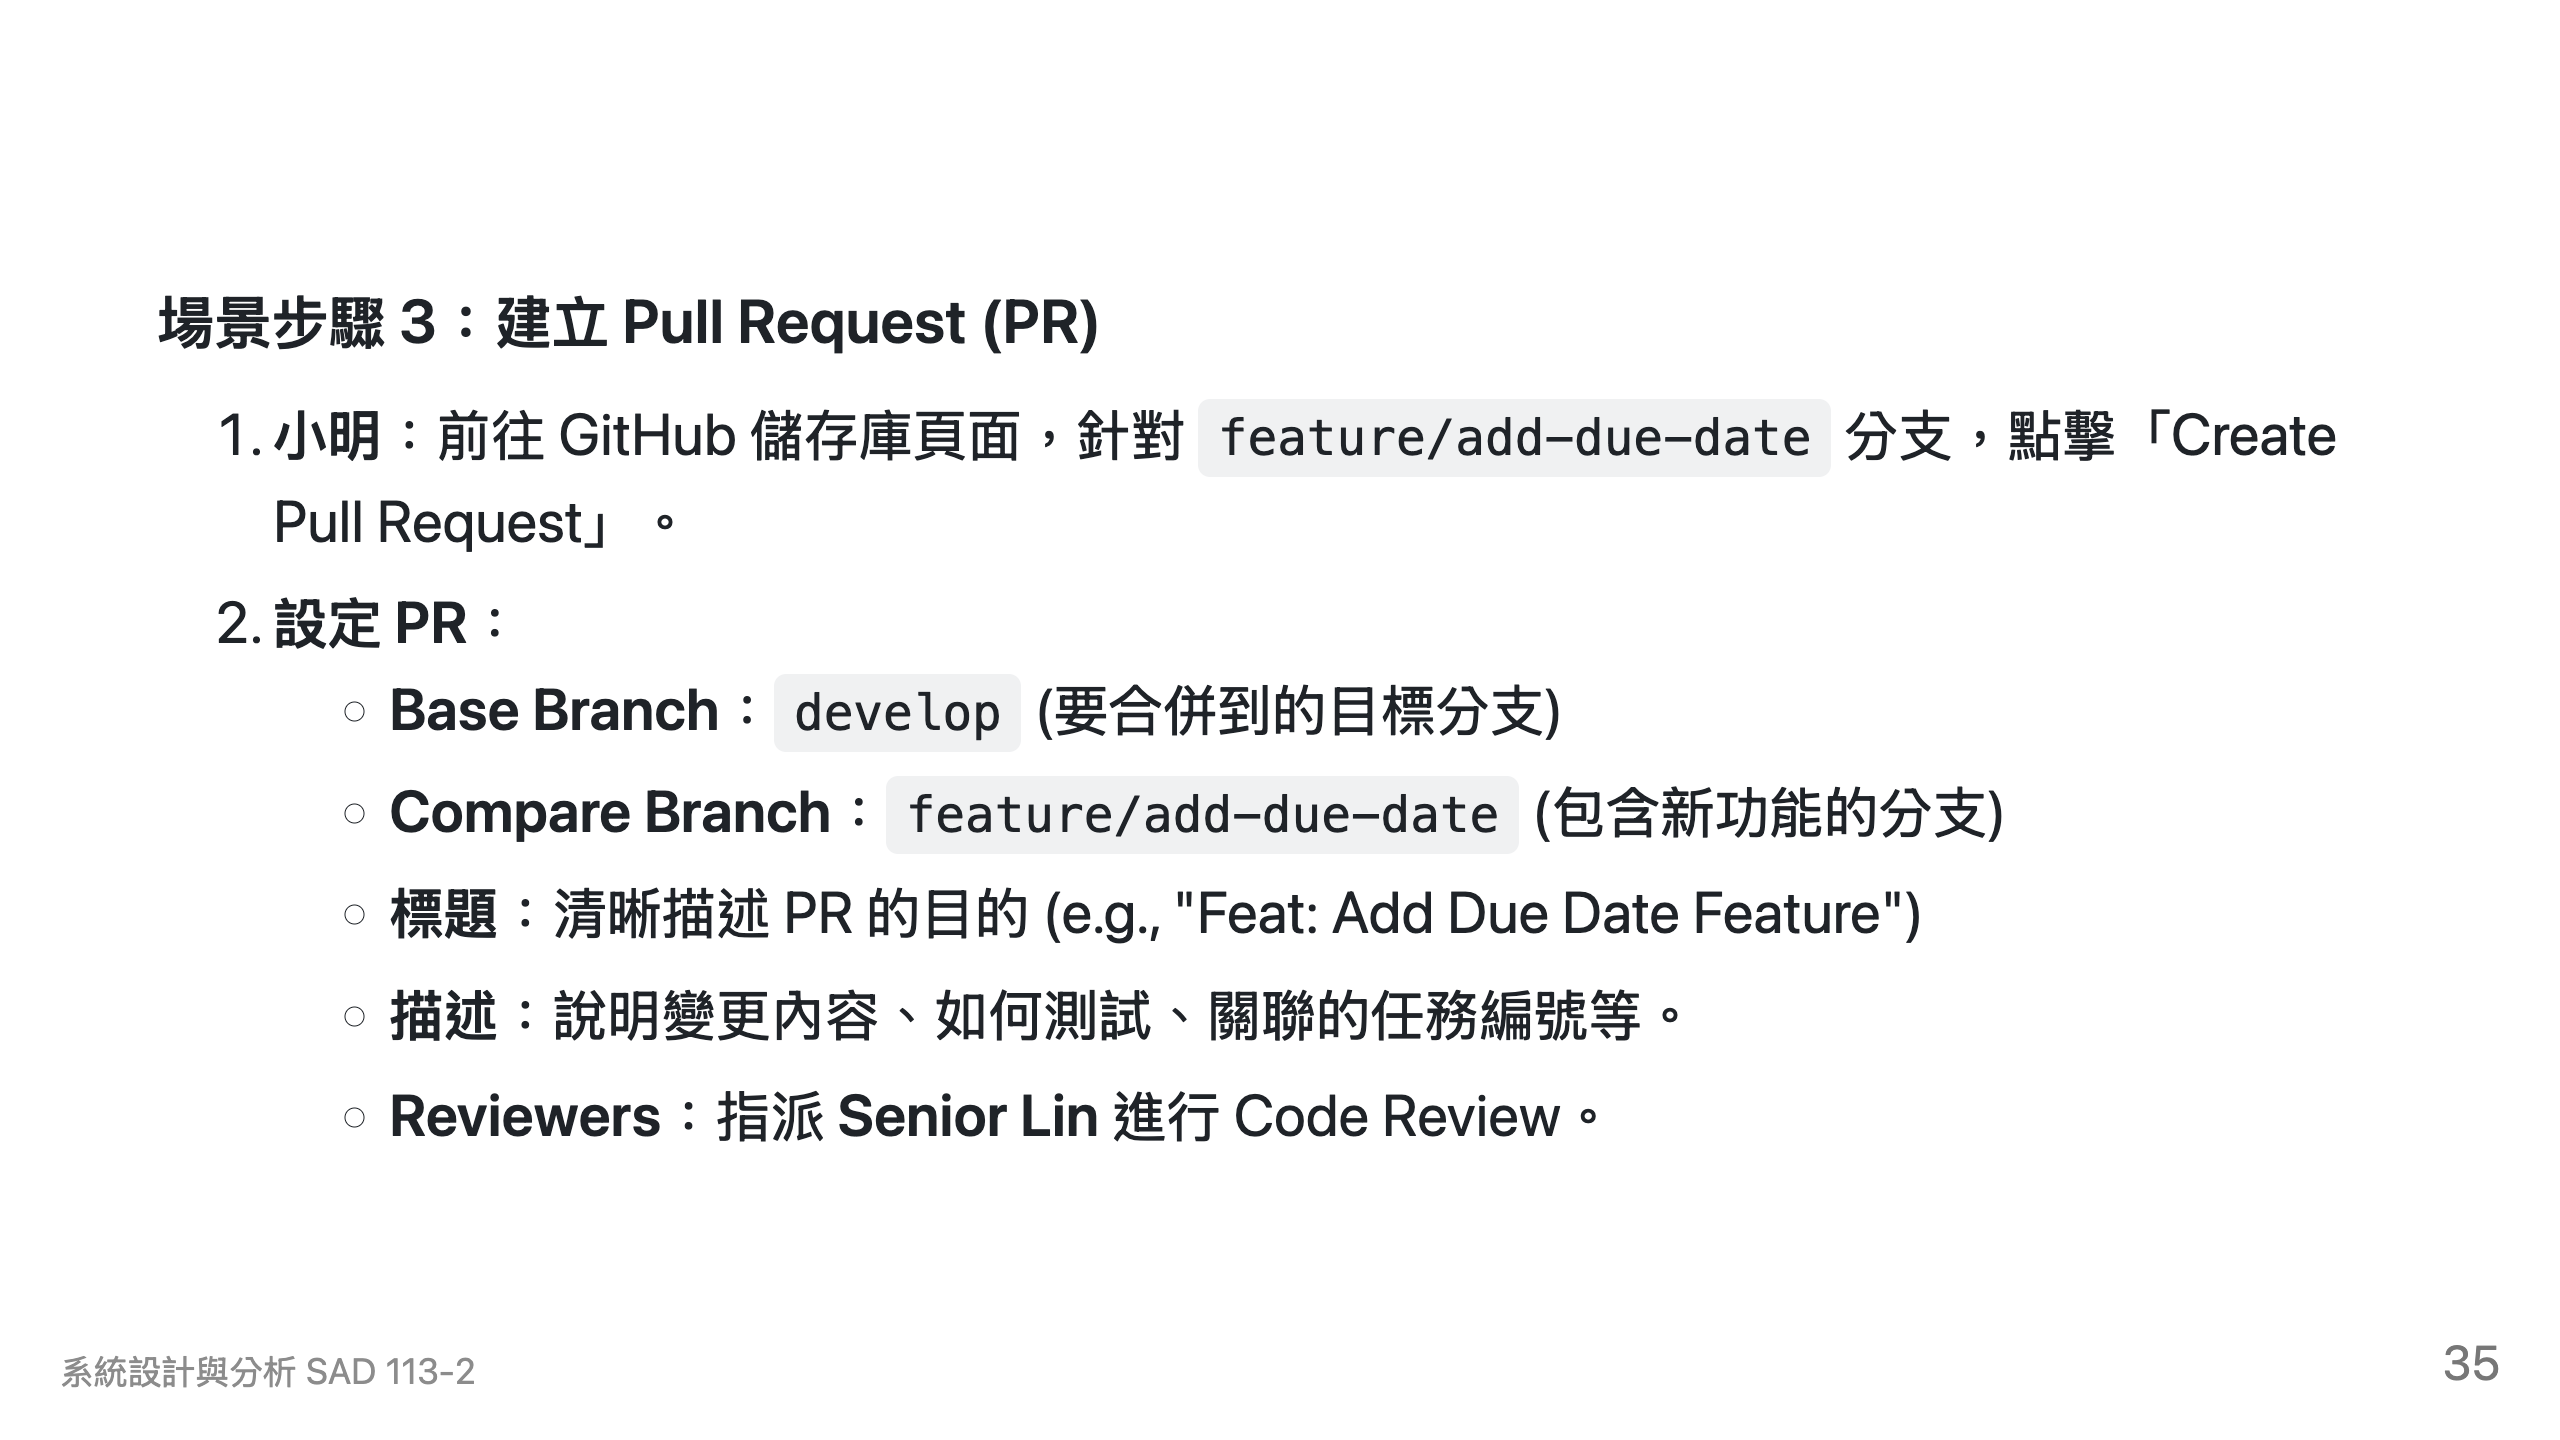 場景步驟 3：建立 Pull Request (PR)
1. 小明：前往 GitHub 儲存庫頁面，針對 feature/add-due-date 分支，點擊「Create
Pull Request」。
2. 設定 PR：
○ Base Branch：develop (要合併到的目標分支)
○ Compare Branch：feature/add-due-date (包含新功能的分支)
○ 標題：清晰描述 PR 的目的 (e.g., "Feat: Add Due Date Feature")
○ 描述：說明變更內容、如何測試、關聯的任務編號等。
○ Reviewers：指派 Senior Lin 進行 Code Review。
系統設計與分析 SAD 113-2
35